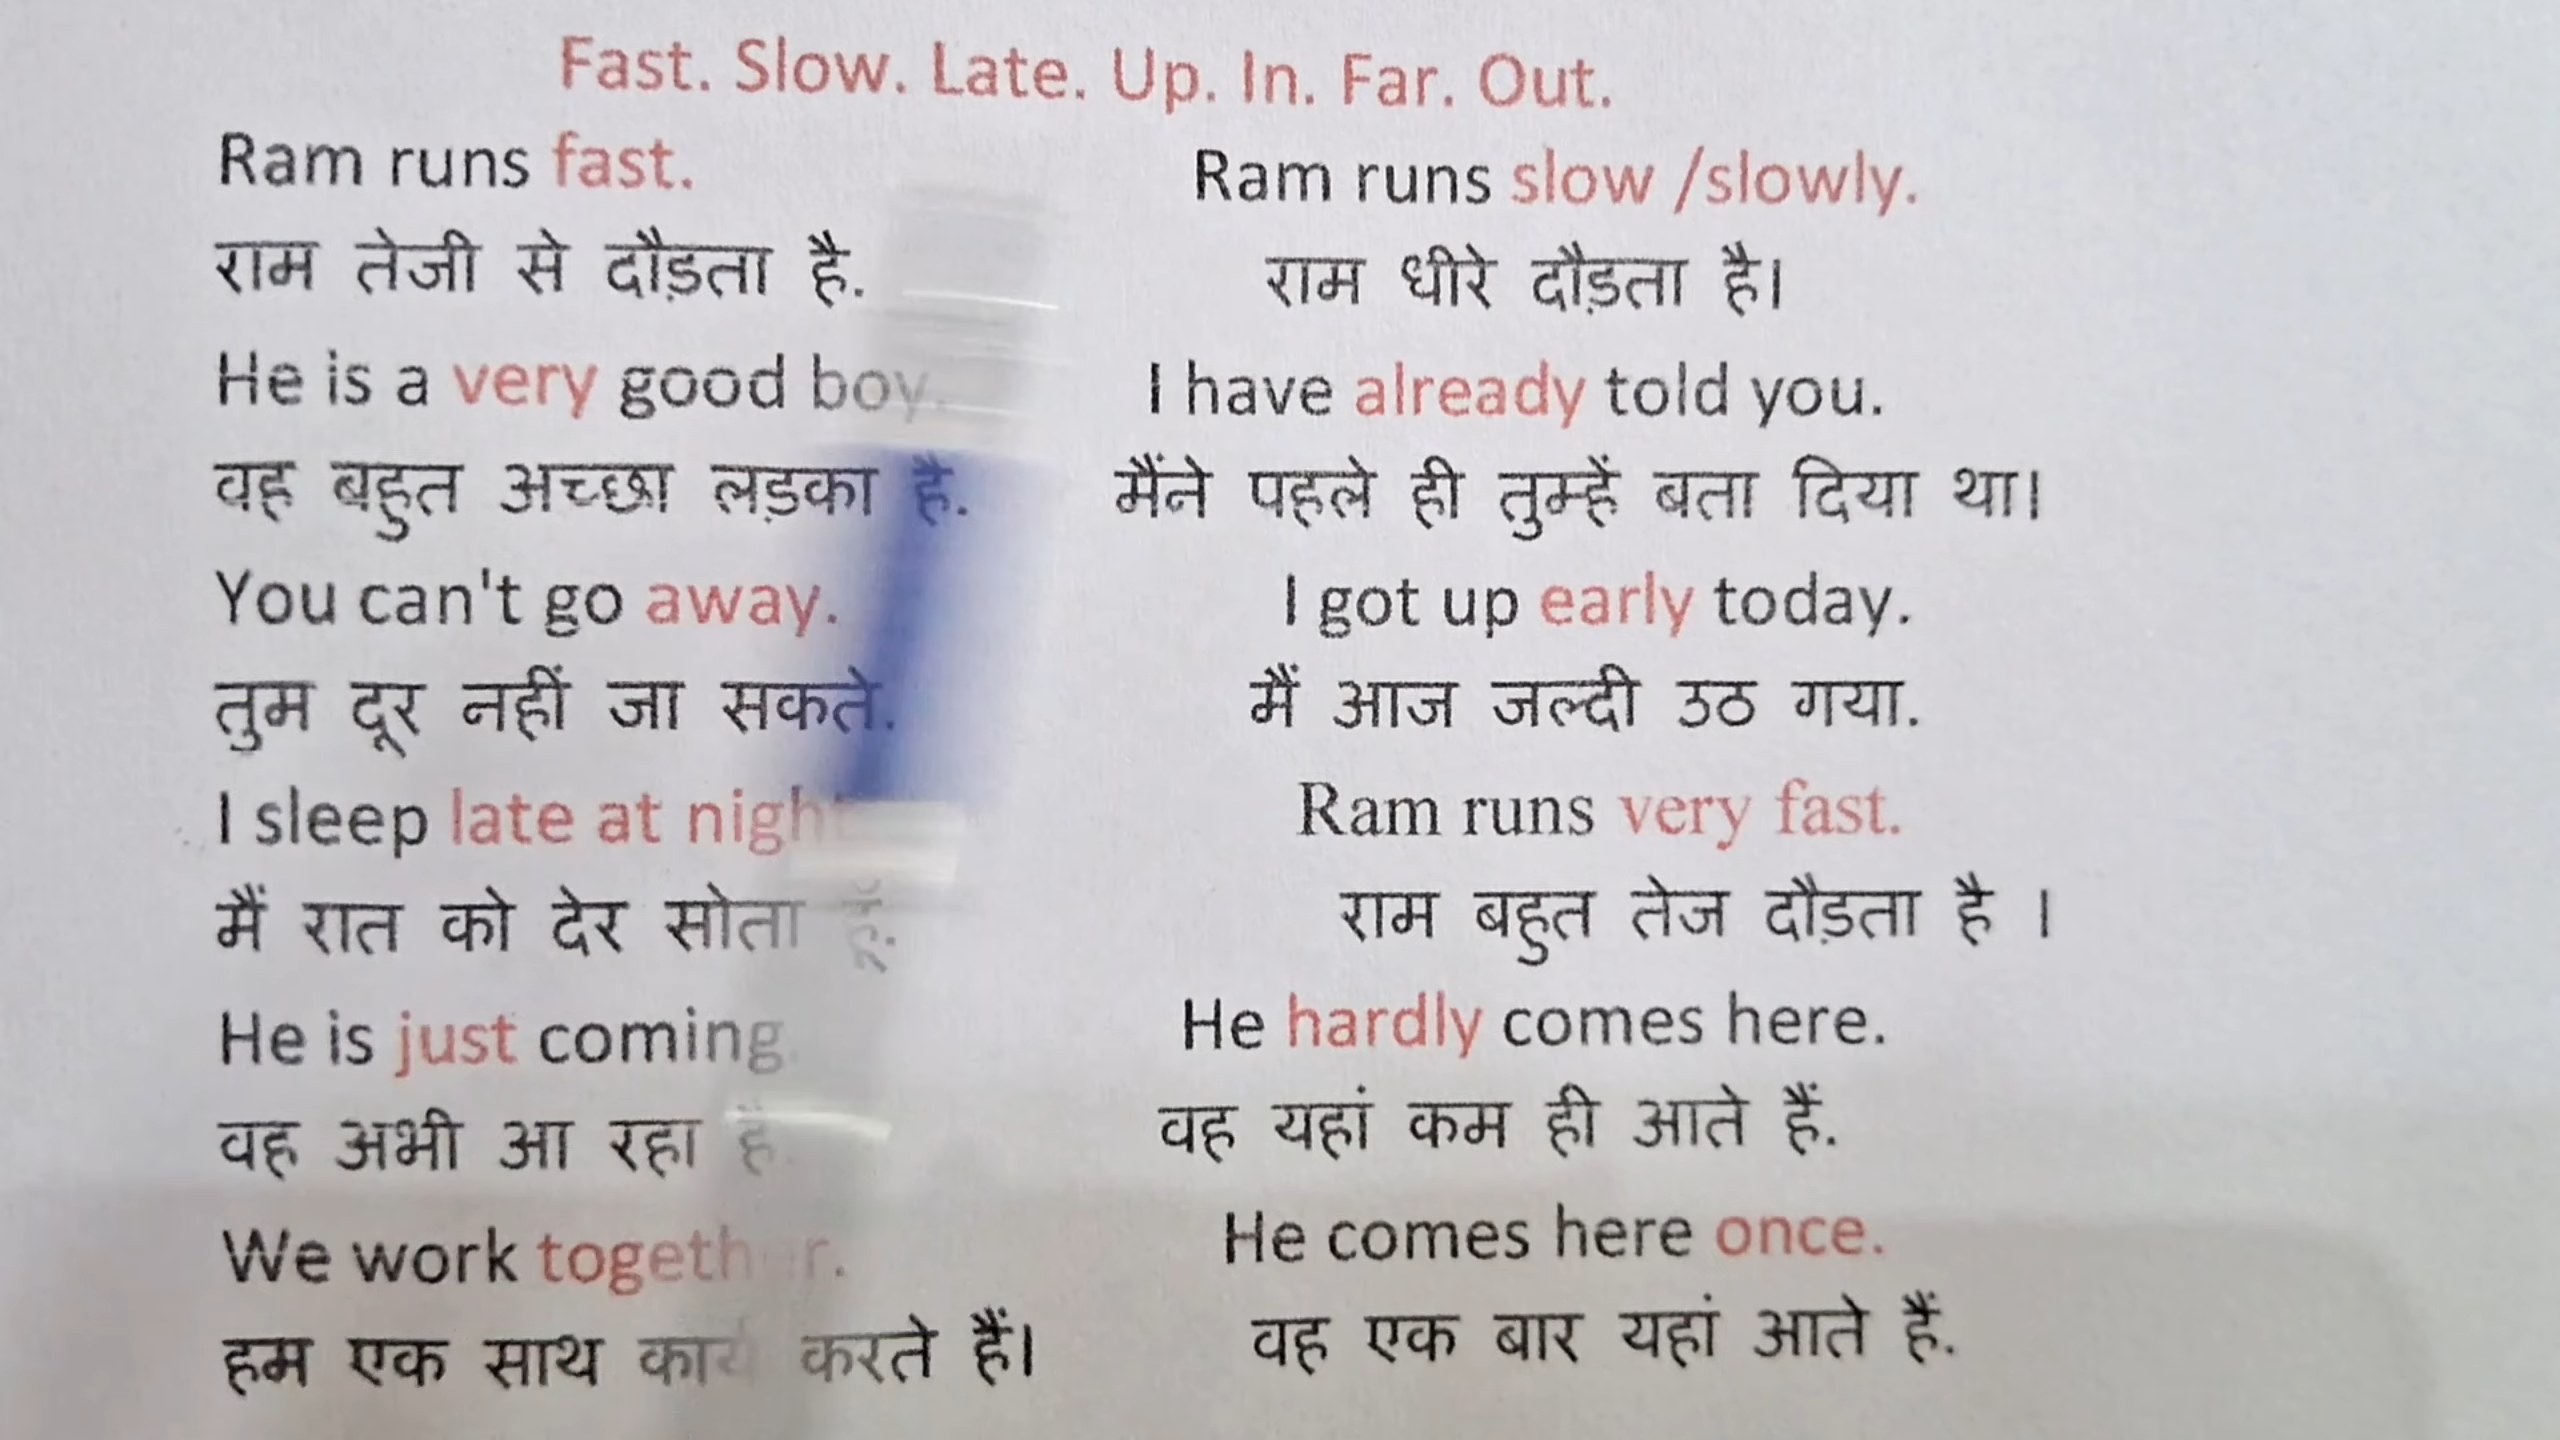 Fast. Slow. Late. Up. In. Far. Out.
Ram runs fast.
राम तेजी से दौड़ता है.
He is a very good boy.
वह बहुत अच्छा लड़का है.
You can't go away.
तुम दूर नहीं जा सकते.
I sleep late at night
मैं रात को देर सोता हूँ.
He is just coming
वह अभी आ रहा है.
We work together.
हम एक साथ कार्य करते हैं।
Ram runs slow /slowly.
राम धीरे दौड़ता है।
I have already told you.
मैंने पहले ही तुम्हें बता दिया था।
I got up early today.
मैं आज जल्दी उठ गया.
Ram runs very fast.
राम बहुत तेज दौड़ता है ।
He hardly comes here.
वह यहां कम ही आते हैं.
He comes here once.
वह एक बार यहां आते हैं.